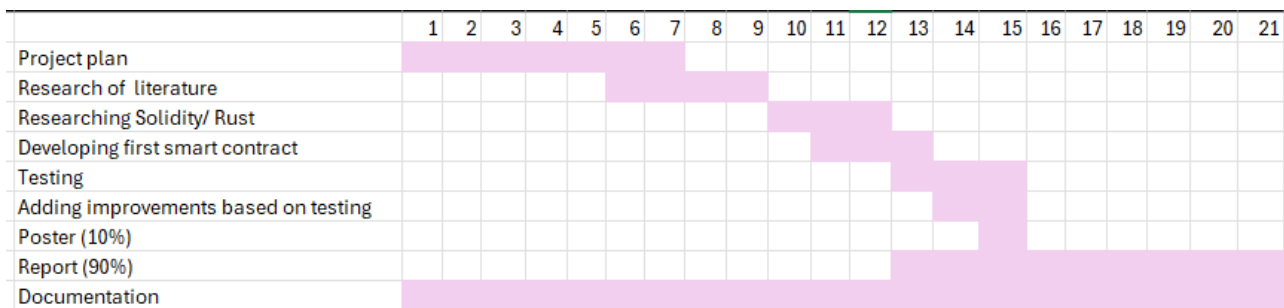 1 2 3 4 5 6 7 8 9 10 11 12 13 14 15 16 17 18 19 20 21
Project plan
Research of literature
Researching Solidity/ Rust
Developing first smart contract
Testing
Adding improvements based on testing
Poster (10%)
Report (90%)
Documentation